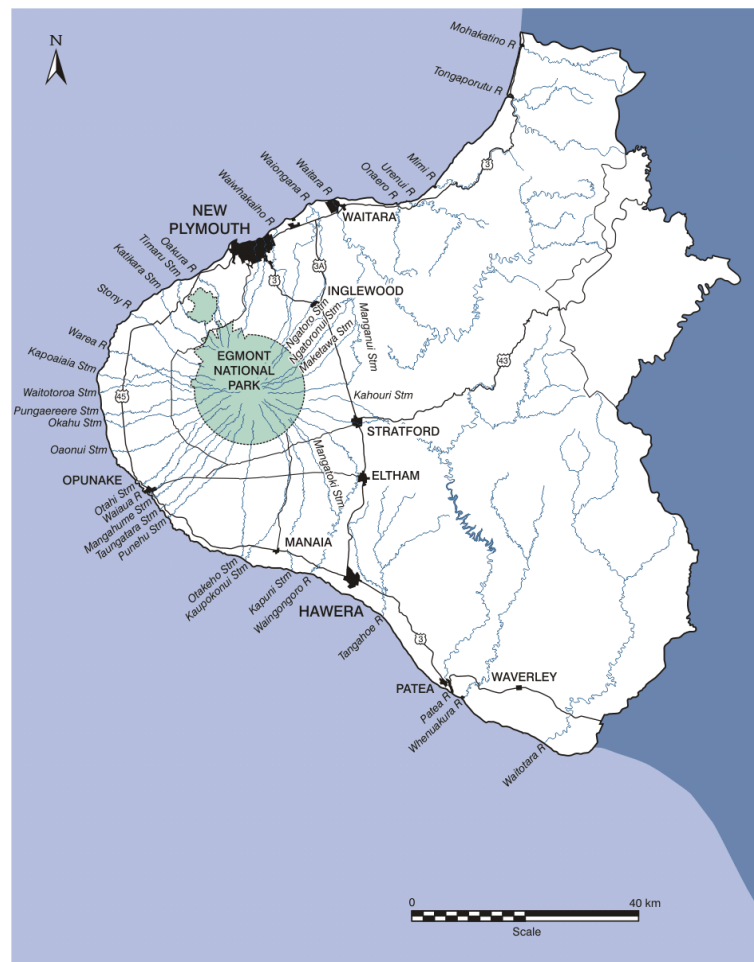 N
Mohakatino R
Tongaporutu R
Mimi R
Urenui R
Onaero R
Waitara R
Waiongana R
Waiwhakaiho R
3
WAITARA
NEW
PLYMOUTH
Oakura R
Timaru Stm
Katikara Stm
Stony R
3A
3
INGLEWOOD
Ngatoro Stm
Ngatoronui Stm
Maketawa Stm
Manganui Stm
Warea R
Kapoaiaia Stm
EGMONT
NATIONAL
PARK
43
Waitotoroa Stm
45
Kahouri Stm
Pungaereere Stm
Okahu Stm
STRATFORD
Oaonui Stm
Mangatoki Stm
ELTHAM
OPUNAKE
Otahi Stm
Waiaua R
Mangahume Stm
Taungatara Stm
Punehu Stm
MANAIA
Otakeho Stm
Kaupokonui Stm
Kapuni Stm
Waingongoro R
HAWERA
Tangahoe R
3
WAVERLEY
PATEA
Patea R
Whenuakura R
Waitotara R
0
40 km
Scale